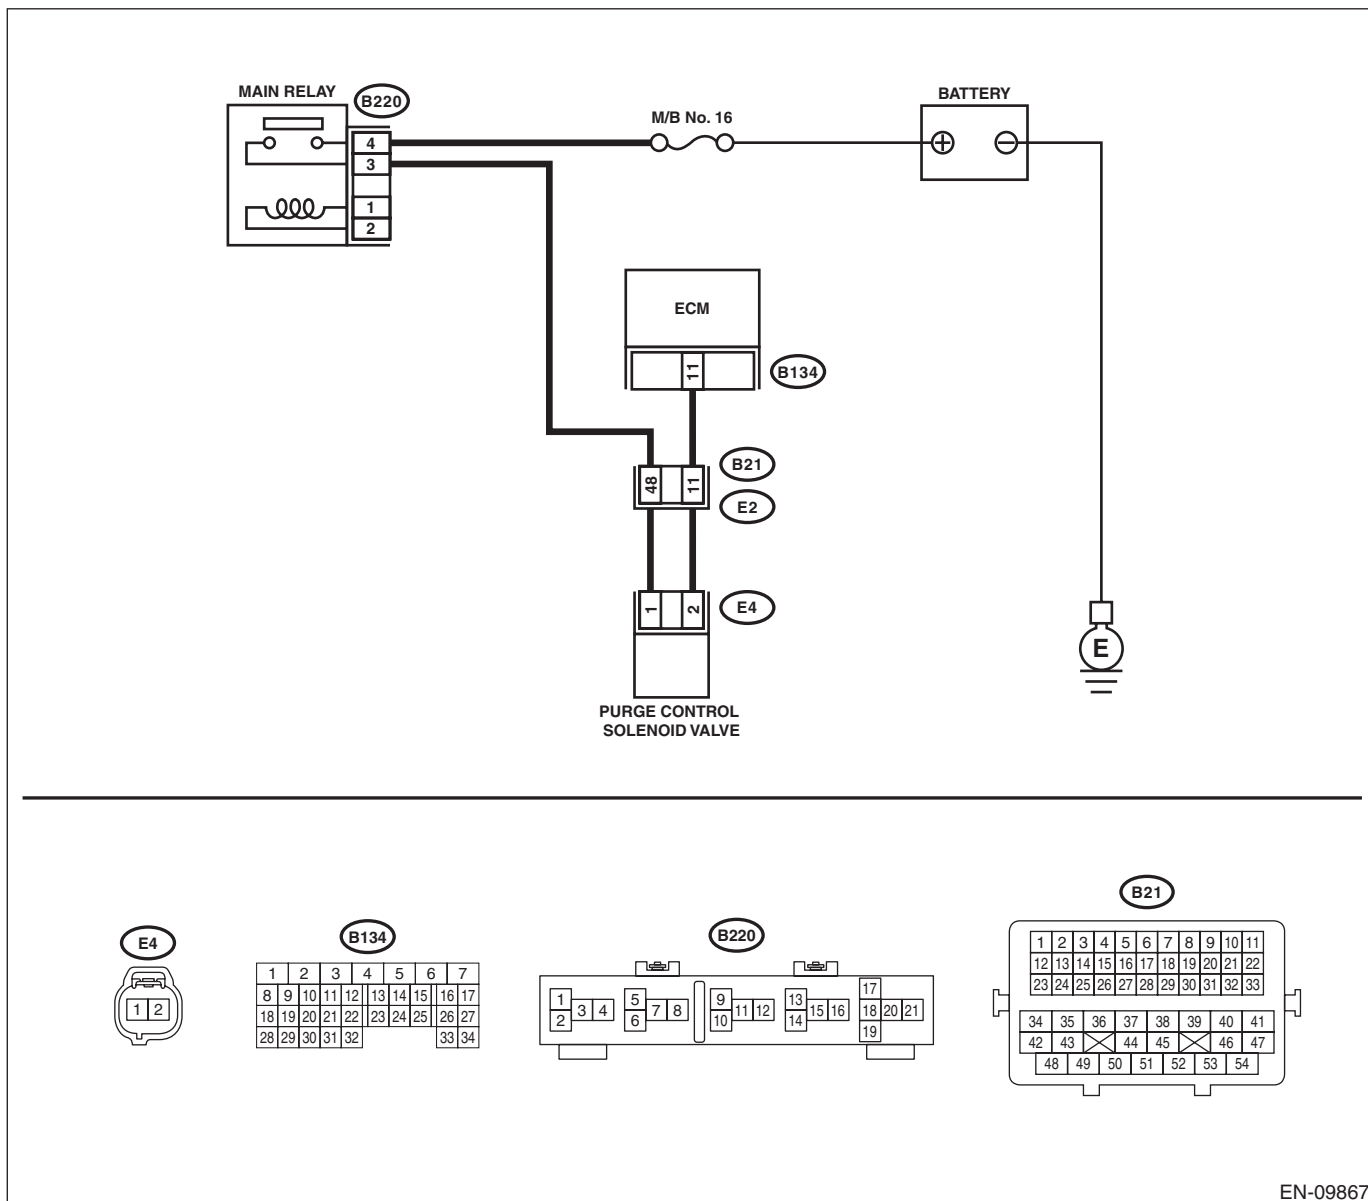 MAIN RELAY
B220
M/B No. 16
BATTERY
4
3
1
2
ECM
11
B134
48 11
B21
E2
1 2
E4
E
PURGE CONTROL
SOLENOID VALVE
E4
1 2
B134
1 2 3 4 5 6 7
8 9 10 11 12 13 14 15 16 17
18 19 20 21 22 23 24 25 26 27
28 29 30 31 32 33 34
B220
1 2 3 4 5 6 7 8 9 10 11 12 13 14 15 16 17 18 19 20 21
B21
1 2 3 4 5 6 7 8 9 10 11
12 13 14 15 16 17 18 19 20 21 22
23 24 25 26 27 28 29 30 31 32 33
34 35 36 37 38 39 40 41
42 43 44 45 46 47
48 49 50 51 52 53 54
EN-09867